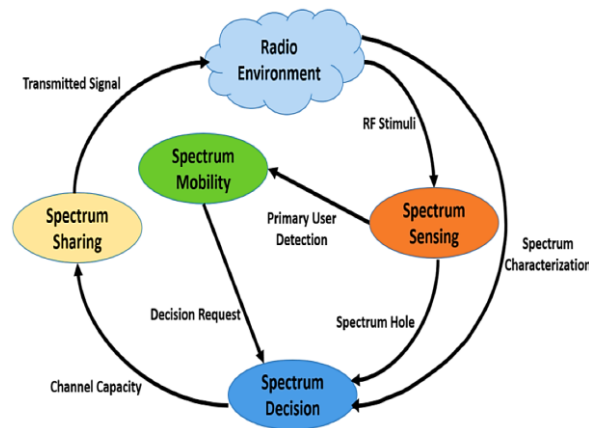 Radio
Environment
Transmitted Signal
RF Stimuli
Spectrum
Mobility
Primary User
Detection
Spectrum
Sensing
Spectrum
Sharing
Spectrum
Characterization
Decision Request
Spectrum Hole
Channel Capacity
Spectrum
Decision